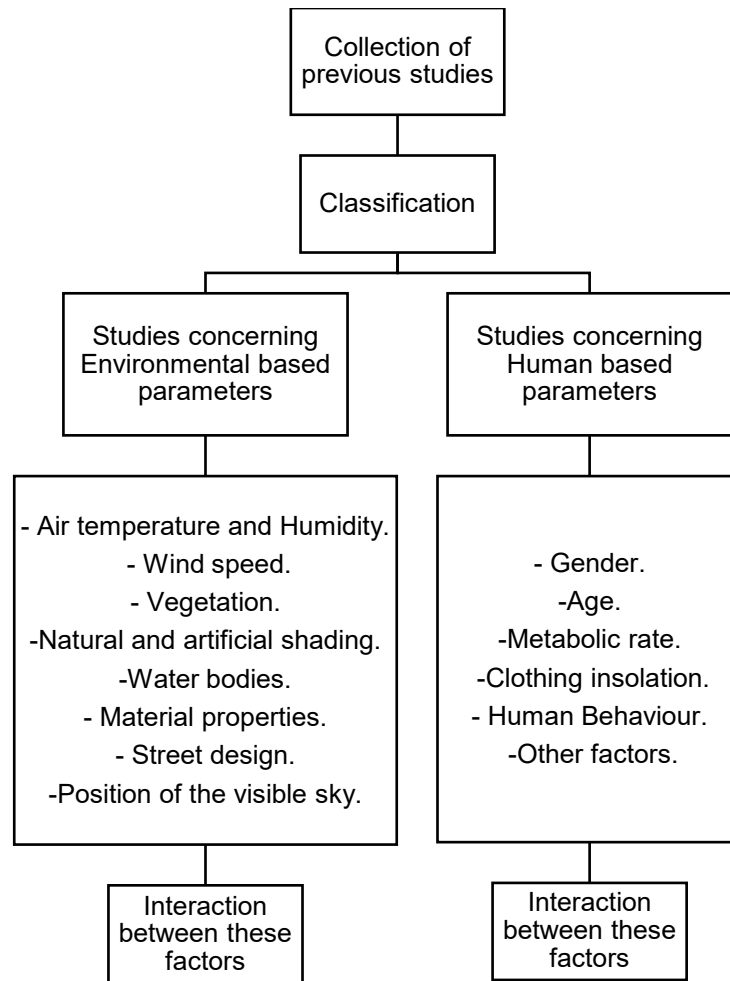 Collection of
previous studies
Classification
Studies concerning
Environmental based
parameters
Studies concerning
Human based
parameters
- Air temperature and Humidity.
- Wind speed.
- Vegetation.
-Natural and artificial shading.
-Water bodies.
- Material properties.
- Street design.
-Position of the visible sky.
- Gender.
-Age.
-Metabolic rate.
-Clothing insolation.
- Human Behaviour.
-Other factors.
Interaction
between these
factors
Interaction
between these
factors